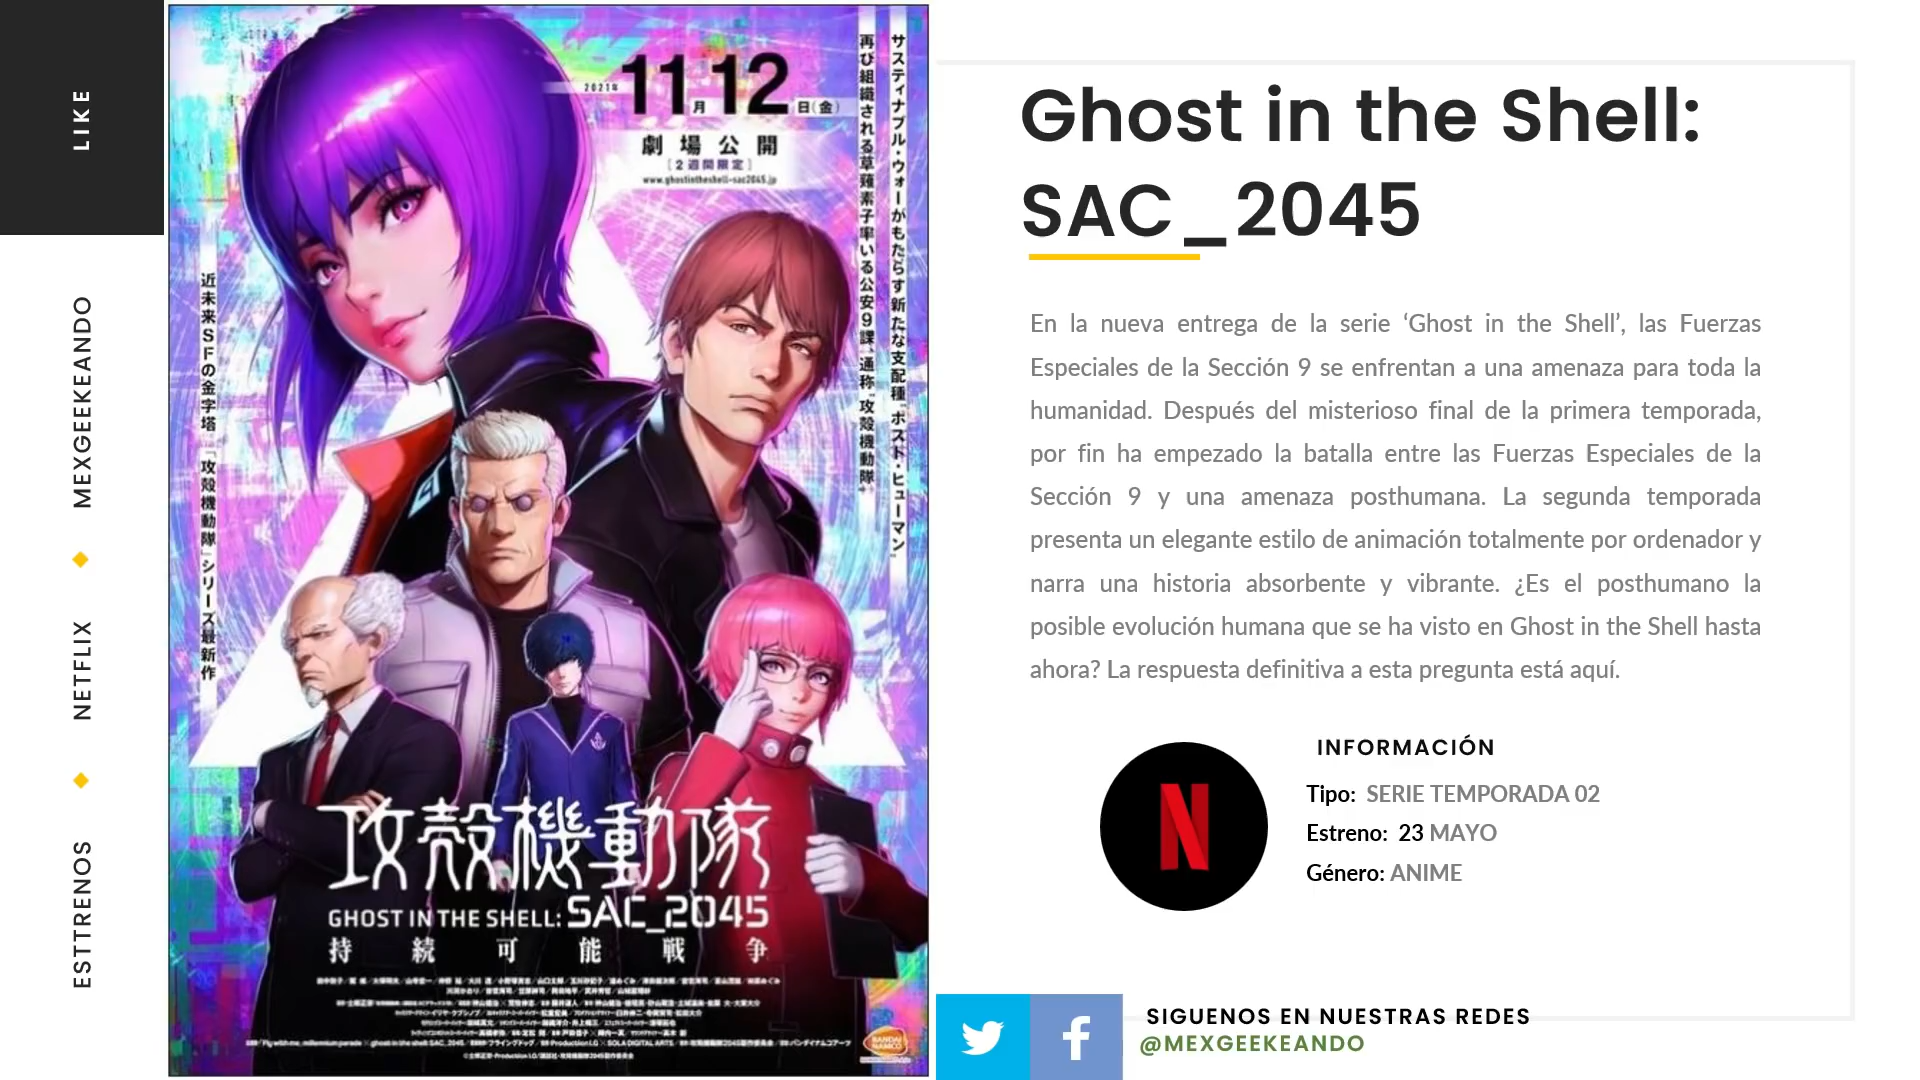 LIKE
MEXGEEKEANDO
NETFLIX
ESTTRENOS
2021年
11月12日(金)
劇場公開
[2週間限定]
www.ghostintheshell-sac2045.jp
サスティナブル・ウォーがもたらす新たな支配種"ポスト・ヒューマン"
再び組織される草薙素子率いる公安9課、通称"攻殻機動隊"
近未来SFの金字塔「攻殻機動隊」シリーズ最新作
攻殻機動隊
GHOST IN THE SHELL: SAC_2045
持続可能戦争
BANDAI
NAMCO
Ghost in the Shell:
SAC_2045
En la nueva entrega de la serie ‘Ghost in the Shell’, las Fuerzas
Especiales de la Sección 9 se enfrentan a una amenaza para toda la
humanidad. Después del misterioso final de la primera temporada,
por fin ha empezado la batalla entre las Fuerzas Especiales de la
Sección 9 y una amenaza posthumana. La segunda temporada
presenta un elegante estilo de animación totalmente por ordenador y
narra una historia absorbente y vibrante. ¿Es el posthumano la
posible evolución humana que se ha visto en Ghost in the Shell hasta
ahora? La respuesta definitiva a esta pregunta está aquí.
N
INFORMACIÓN
Tipo: SERIE TEMPORADA 02
Estreno: 23 MAYO
Género: ANIME
SIGUENOS EN NUESTRAS REDES
@MEXGEEKEANDO